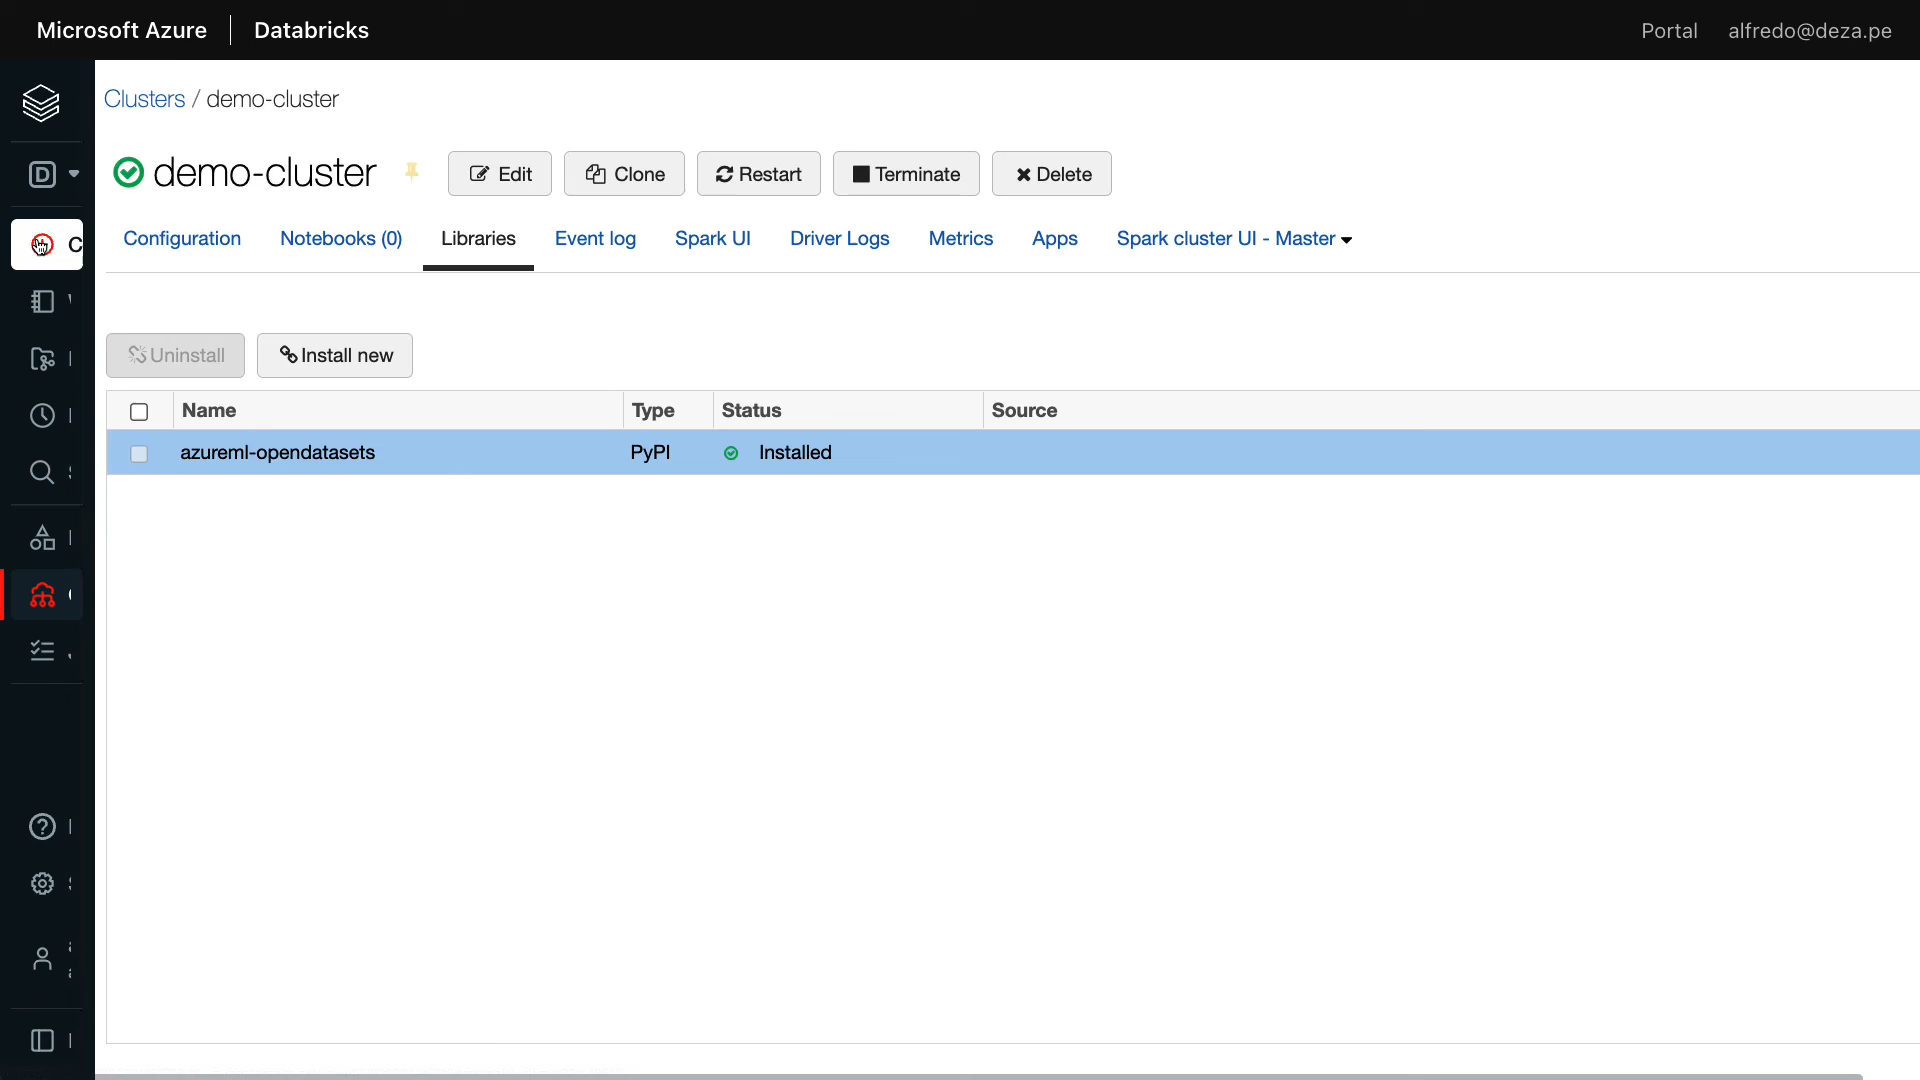 Microsoft Azure | Databricks
Portal alfredo@deza.pe
Clusters / demo-cluster
demo-cluster
Edit Clone Restart Terminate Delete
D
Configuration Notebooks (0) Libraries Event log Spark UI Driver Logs Metrics Apps Spark cluster UI - Master
Uninstall Install new
Name Type Status Source
azureml-opendatasets PyPI Installed